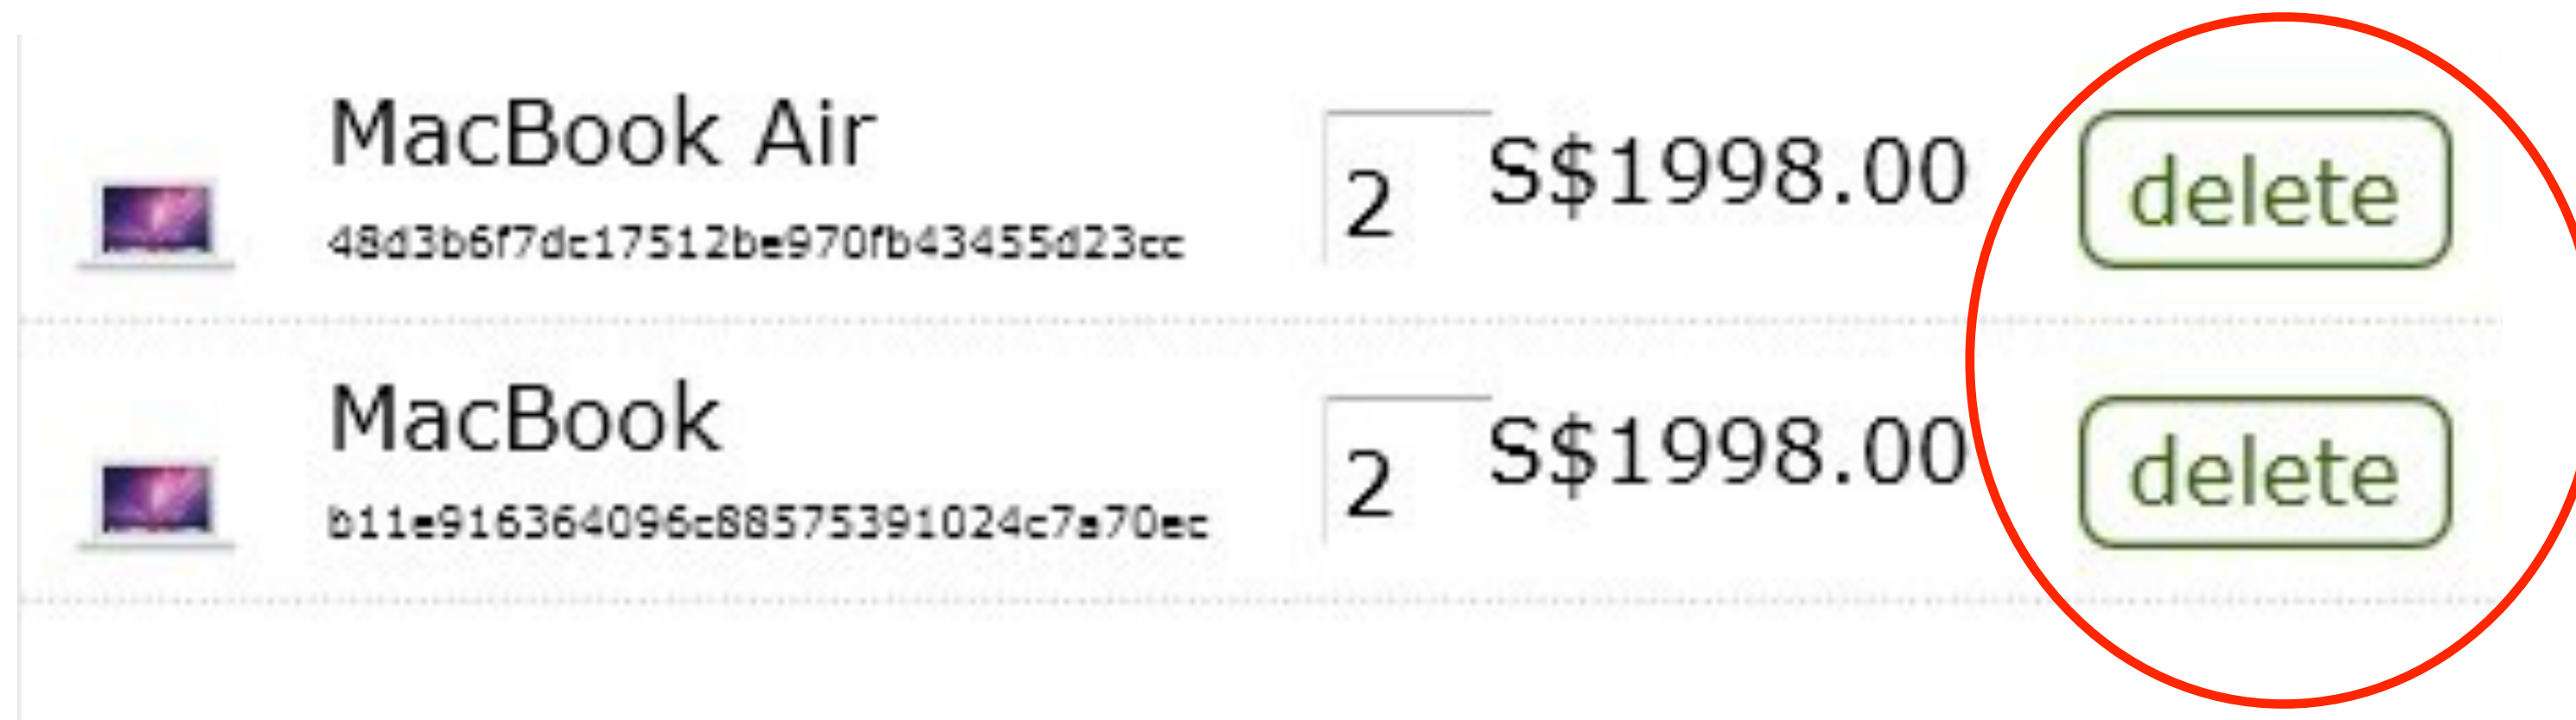 MacBook Air
48d3b6f7dc17512be970fb43455d23cc
2 S$1998.00 delete
MacBook
b11e916364096c88575391024c7a70ec
2 S$1998.00 delete